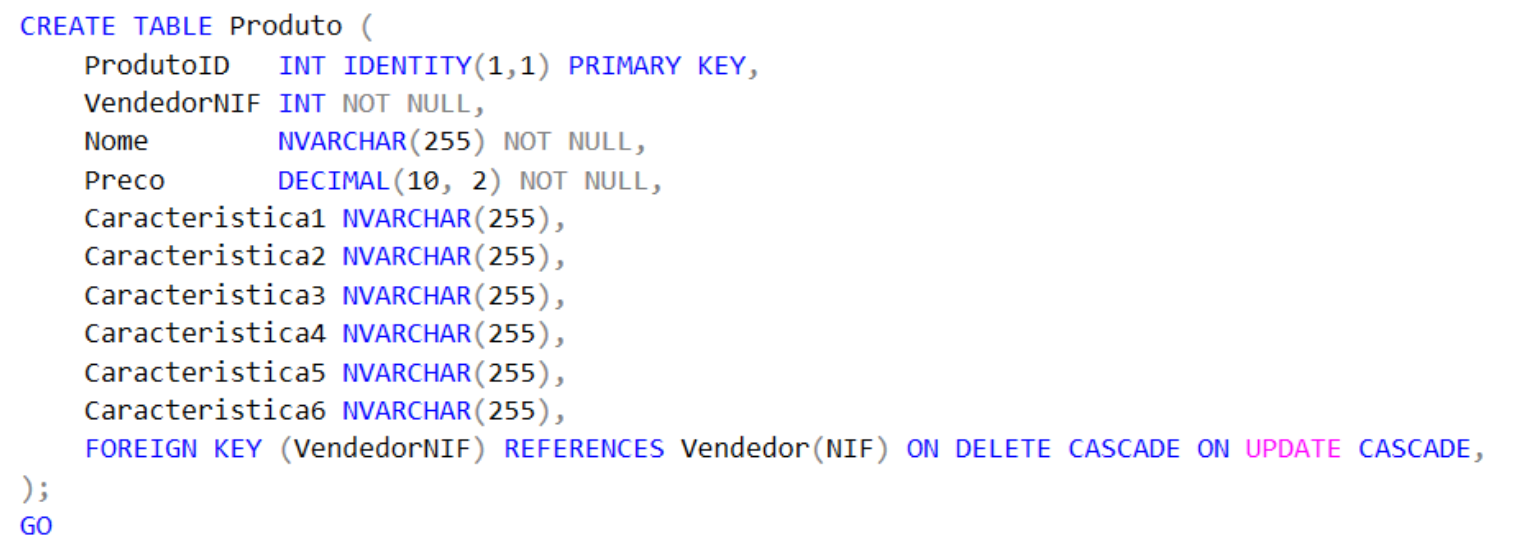 CREATE TABLE Produto (
    ProdutoID   INT IDENTITY(1,1) PRIMARY KEY,
    VendedorNIF INT NOT NULL,
    Nome        NVARCHAR(255) NOT NULL,
    Preco       DECIMAL(10, 2) NOT NULL,
    Caracteristica1 NVARCHAR(255),
    Caracteristica2 NVARCHAR(255),
    Caracteristica3 NVARCHAR(255),
    Caracteristica4 NVARCHAR(255),
    Caracteristica5 NVARCHAR(255),
    Caracteristica6 NVARCHAR(255),
    FOREIGN KEY (VendedorNIF) REFERENCES Vendedor(NIF) ON DELETE CASCADE ON UPDATE CASCADE,
);
GO